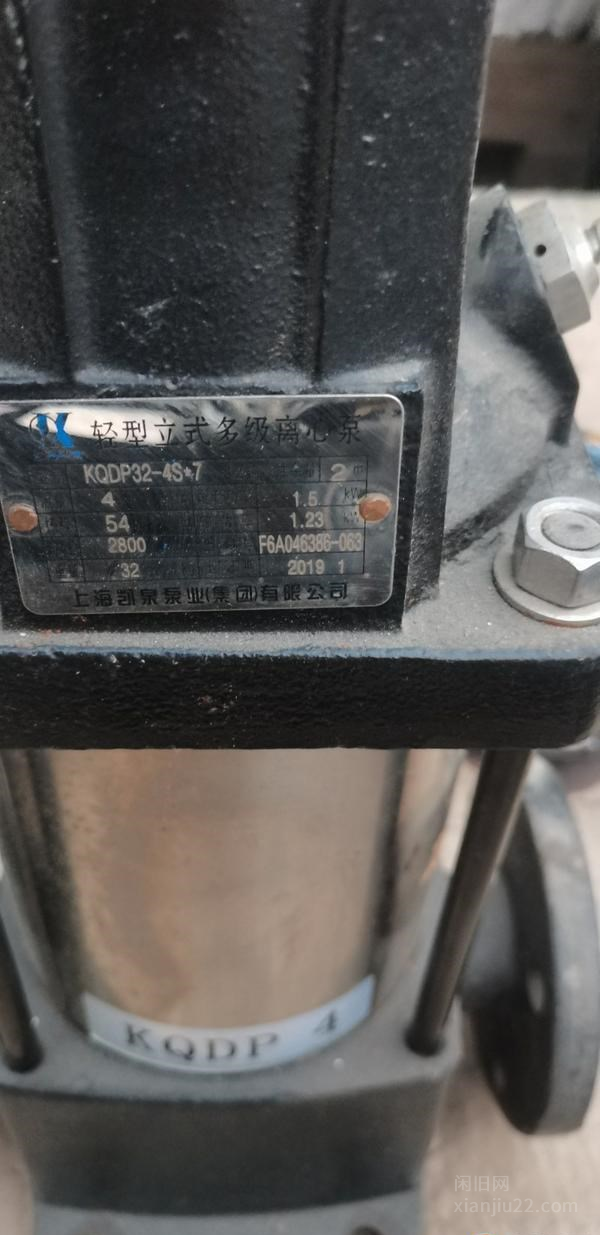 轻型立式多级离心泵
KQDP32-4S*7 2 m
4 1.5 kW
54 1.23
2800 F6A046386-063
32 2019 1
上海凯泉泵业(集团)有限公司
KQDP 4
闲旧网
xianjiu22.com